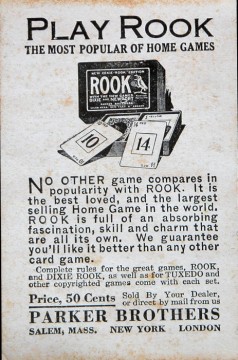 PLAY ROOK
THE MOST POPULAR OF HOME GAMES
ROOK
DIXIE
10
14
NO OTHER game compares in
popularity with ROOK. It is
the best loved, and the largest
selling Home Game in the world.
ROOK is full of an absorbing
fascination, skill and charm that
are all its own. We guarantee
you'll like it better than any other
card game.
Complete rules for the great games, ROOK,
and DIXIE ROOK, as well as for TUXEDO and
other copyrighted games come with each set.
Price, 50 Cents
Sold By Your Dealer,
or direct by mail from us
PARKER BROTHERS
SALEM, MASS. NEW YORK LONDON